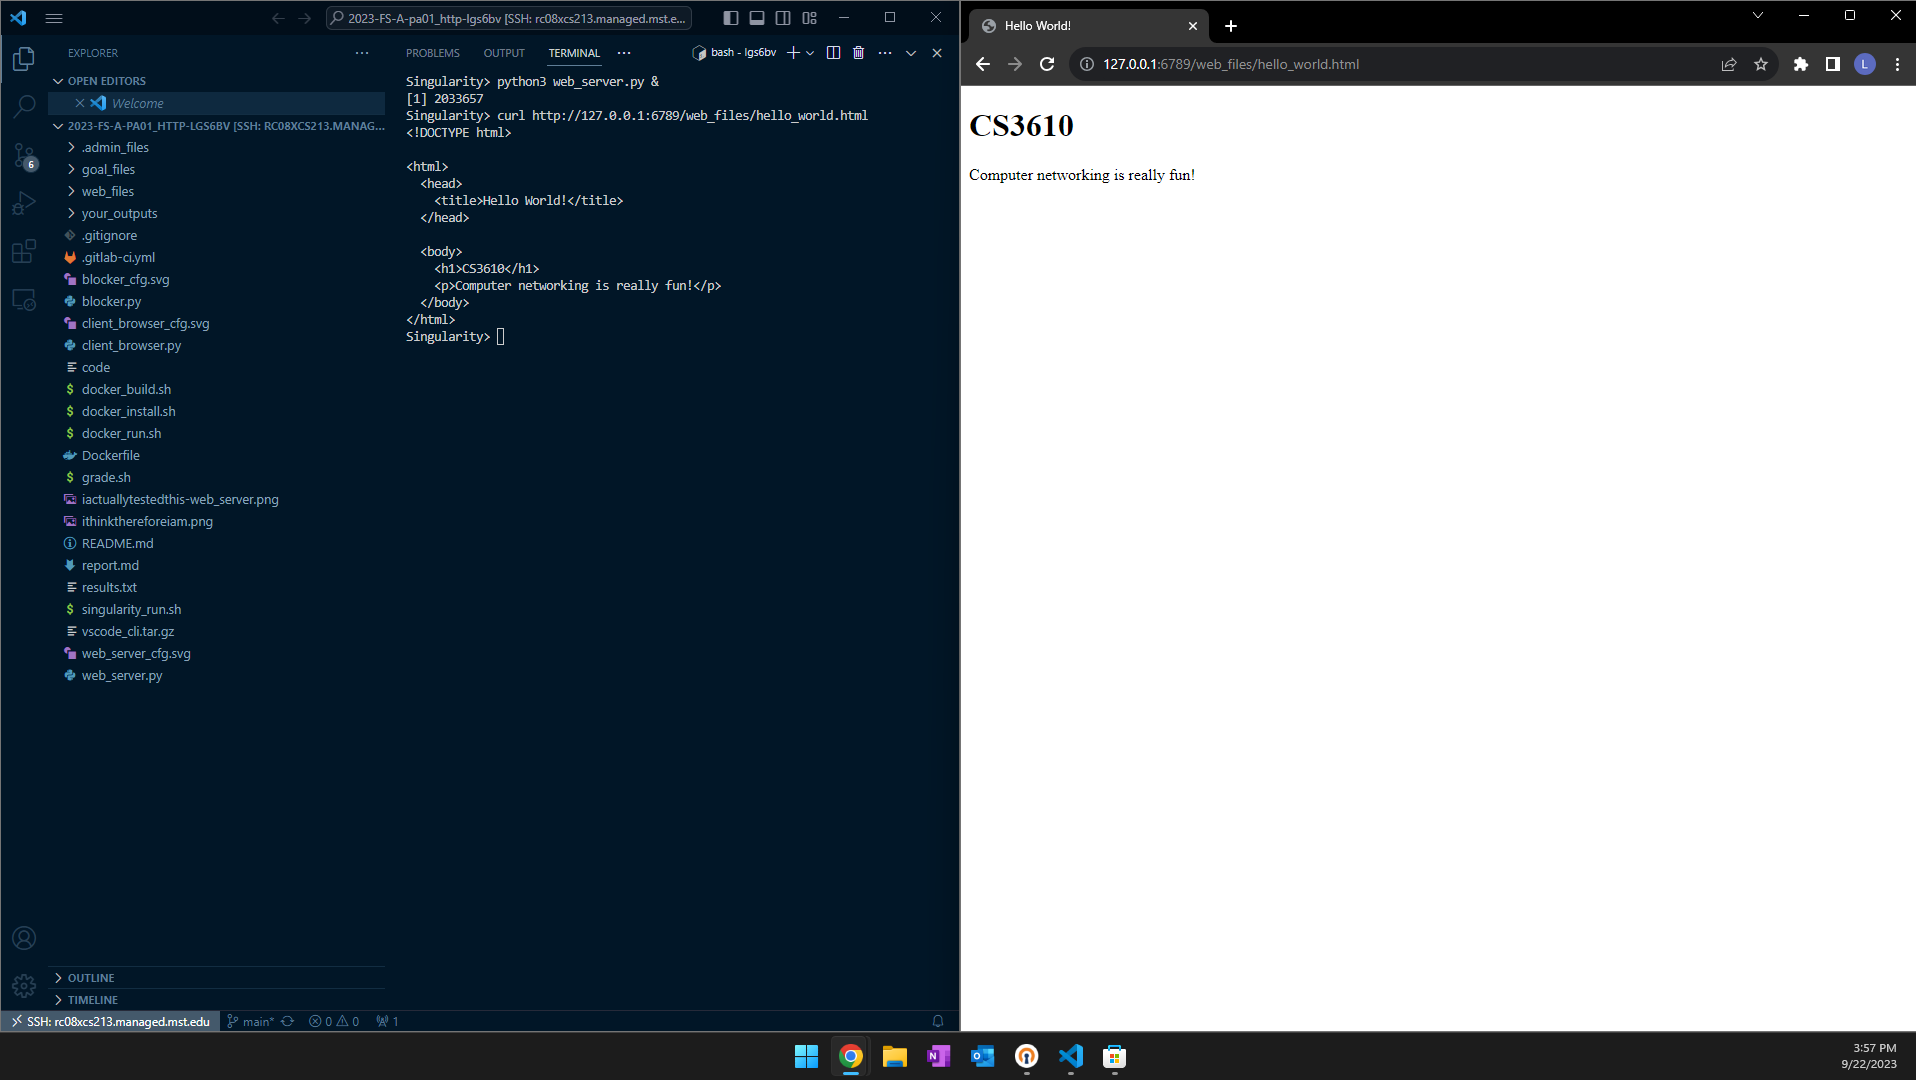 2023-FS-A-pa01_http-lgs6bv [SSH: rc08xcs213.managed.mst.e...
EXPLORER
OPEN EDITORS
Welcome
2023-FS-A-PA01_HTTP-LGS6BV [SSH: RC08XCS213.MANAG...
.admin_files
goal_files
web_files
your_outputs
.gitignore
.gitlab-ci.yml
blocker_cfg.svg
blocker.py
client_browser_cfg.svg
client_browser.py
code
docker_build.sh
docker_install.sh
docker_run.sh
Dockerfile
grade.sh
iactuallytestedthis-web_server.png
ithinkthereforeiam.png
README.md
report.md
results.txt
singularity_run.sh
vscode_cli.tar.gz
web_server_cfg.svg
web_server.py
OUTLINE
TIMELINE
6
PROBLEMS OUTPUT TERMINAL ... bash - lgs6bv
Singularity> python3 web_server.py &
[1] 2033657
Singularity> curl http://127.0.0.1:6789/web_files/hello_world.html
<!DOCTYPE html>
<html>
<head>
<title>Hello World!</title>
</head>
<body>
<h1>CS3610</h1>
<p>Computer networking is really fun!</p>
</body>
</html>
Singularity>
SSH: rc08xcs213.managed.mst.edu main* 0 0 1
Hello World!
127.0.0.1:6789/web_files/hello_world.html
L
CS3610
Computer networking is really fun!
3:57 PM
9/22/2023